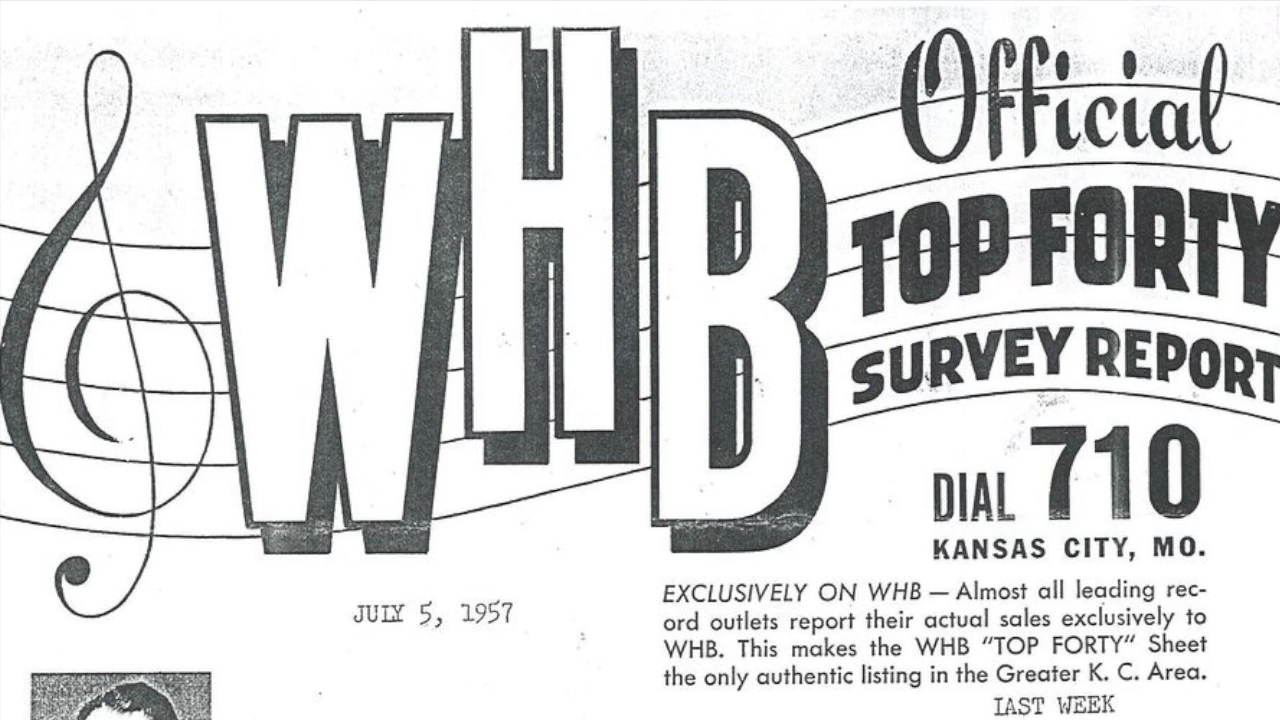 WHB
Official
TOP FORTY
SURVEY REPORT
DIAL 710
KANSAS CITY, MO.
JULY 5, 1957
EXCLUSIVELY ON WHB — Almost all leading rec-
ord outlets report their actual sales exclusively to
WHB. This makes the WHB "TOP FORTY" Sheet
the only authentic listing in the Greater K. C. Area.
LAST WEEK